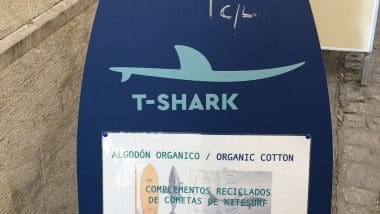 C/
T-SHARK
ALGODÓN ORGANICO / ORGANIC COTTON
COMPLEMENTOS RECICLADOS
DE COMETAS DE KITESURF